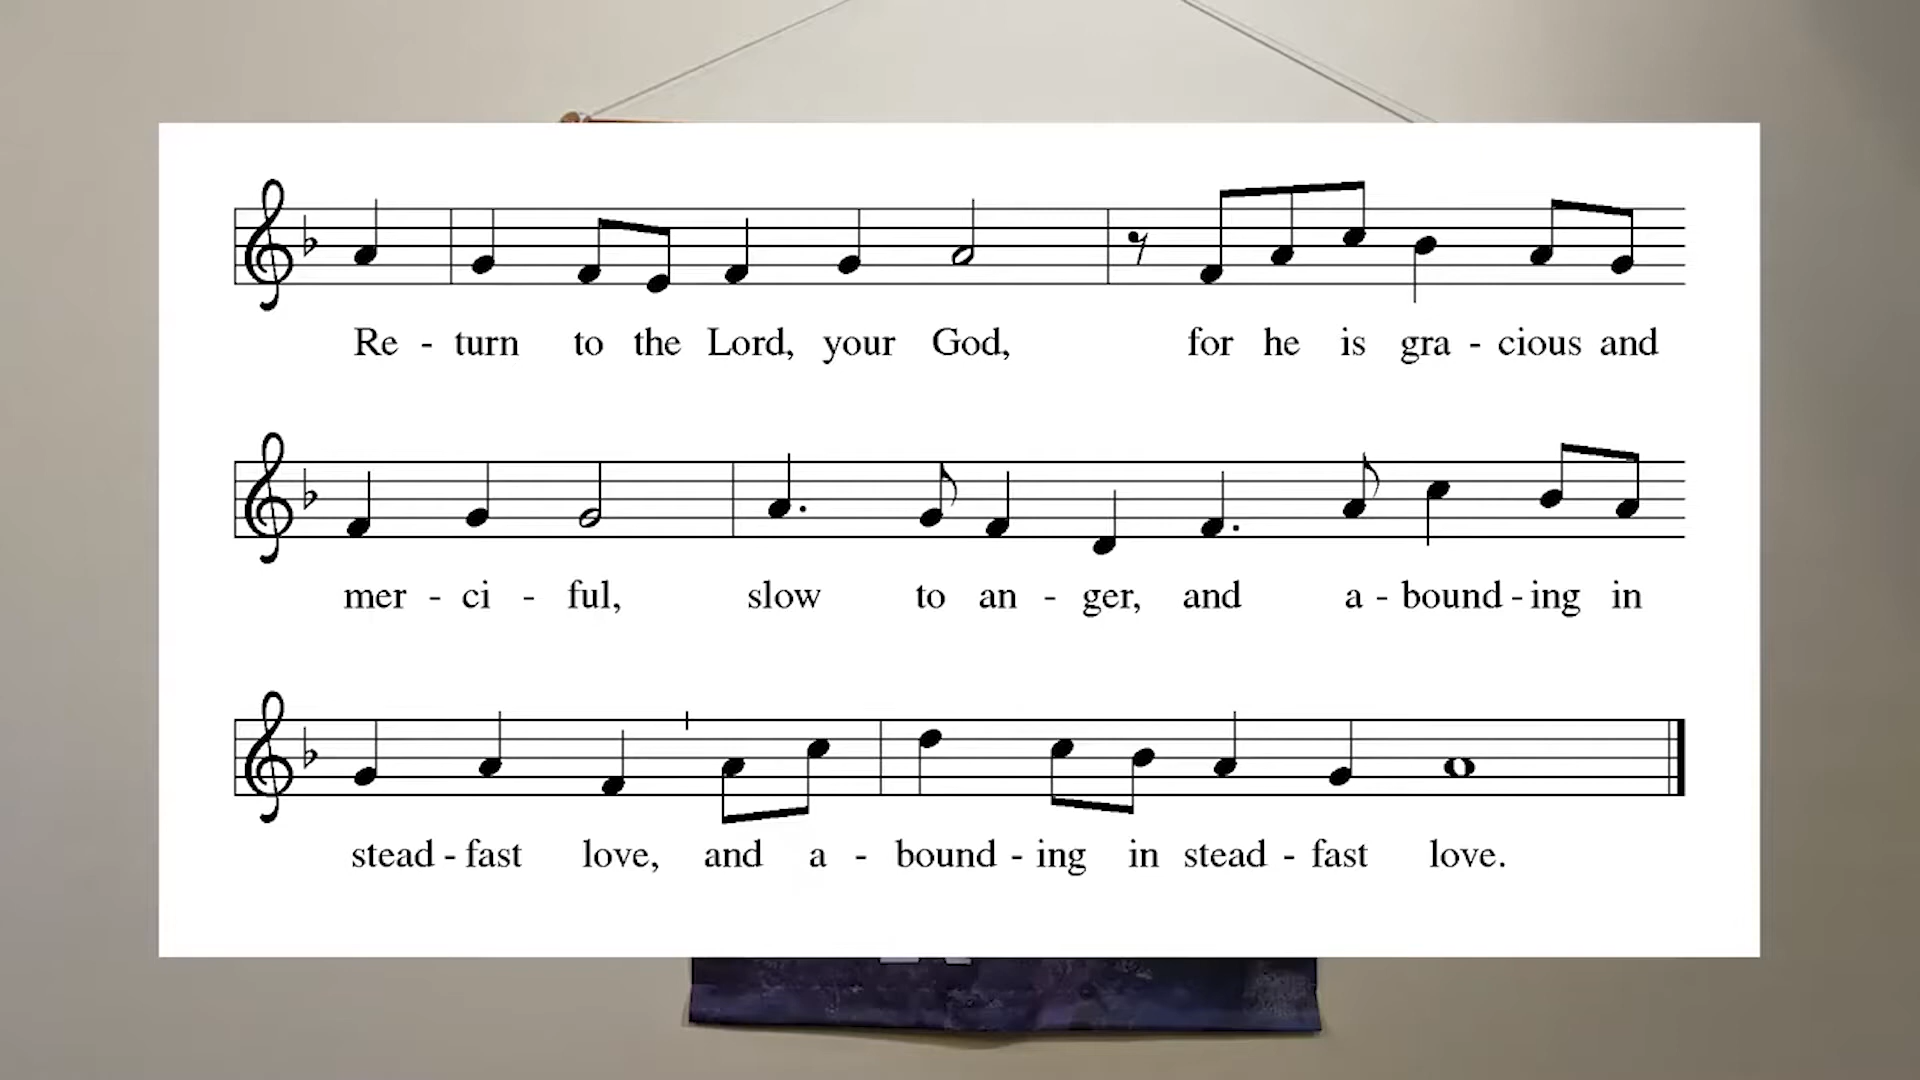 Re - turn to the Lord, your God, for he is gra - cious and
mer - ci - ful, slow to an - ger, and a - bound - ing in
stead - fast love, and a - bound - ing in stead - fast love.